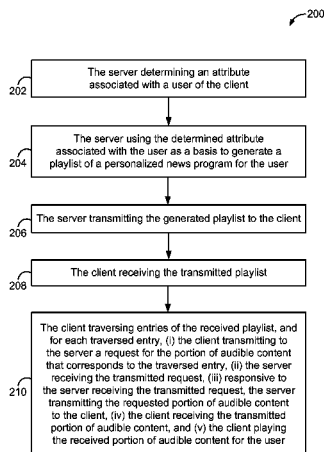 200
The server determining an attribute
associated with a user of the client
202
The server using the determined attribute
associated with the user as a basis to generate a
playlist of a personalized news program for the user
204
The server transmitting the generated playlist to the client
206
The client receiving the transmitted playlist
208
The client traversing entries of the received playlist, and
for each traversed entry, (i) the client transmitting to
the server a request for the portion of audible content
that corresponds to the traversed entry, (ii) the server
receiving the transmitted request, (iii) responsive to
the server receiving the transmitted request, the server
transmitting the requested portion of audible content
to the client, (iv) the client receiving the transmitted
portion of audible content, and (v) the client playing
the received portion of audible content for the user
210